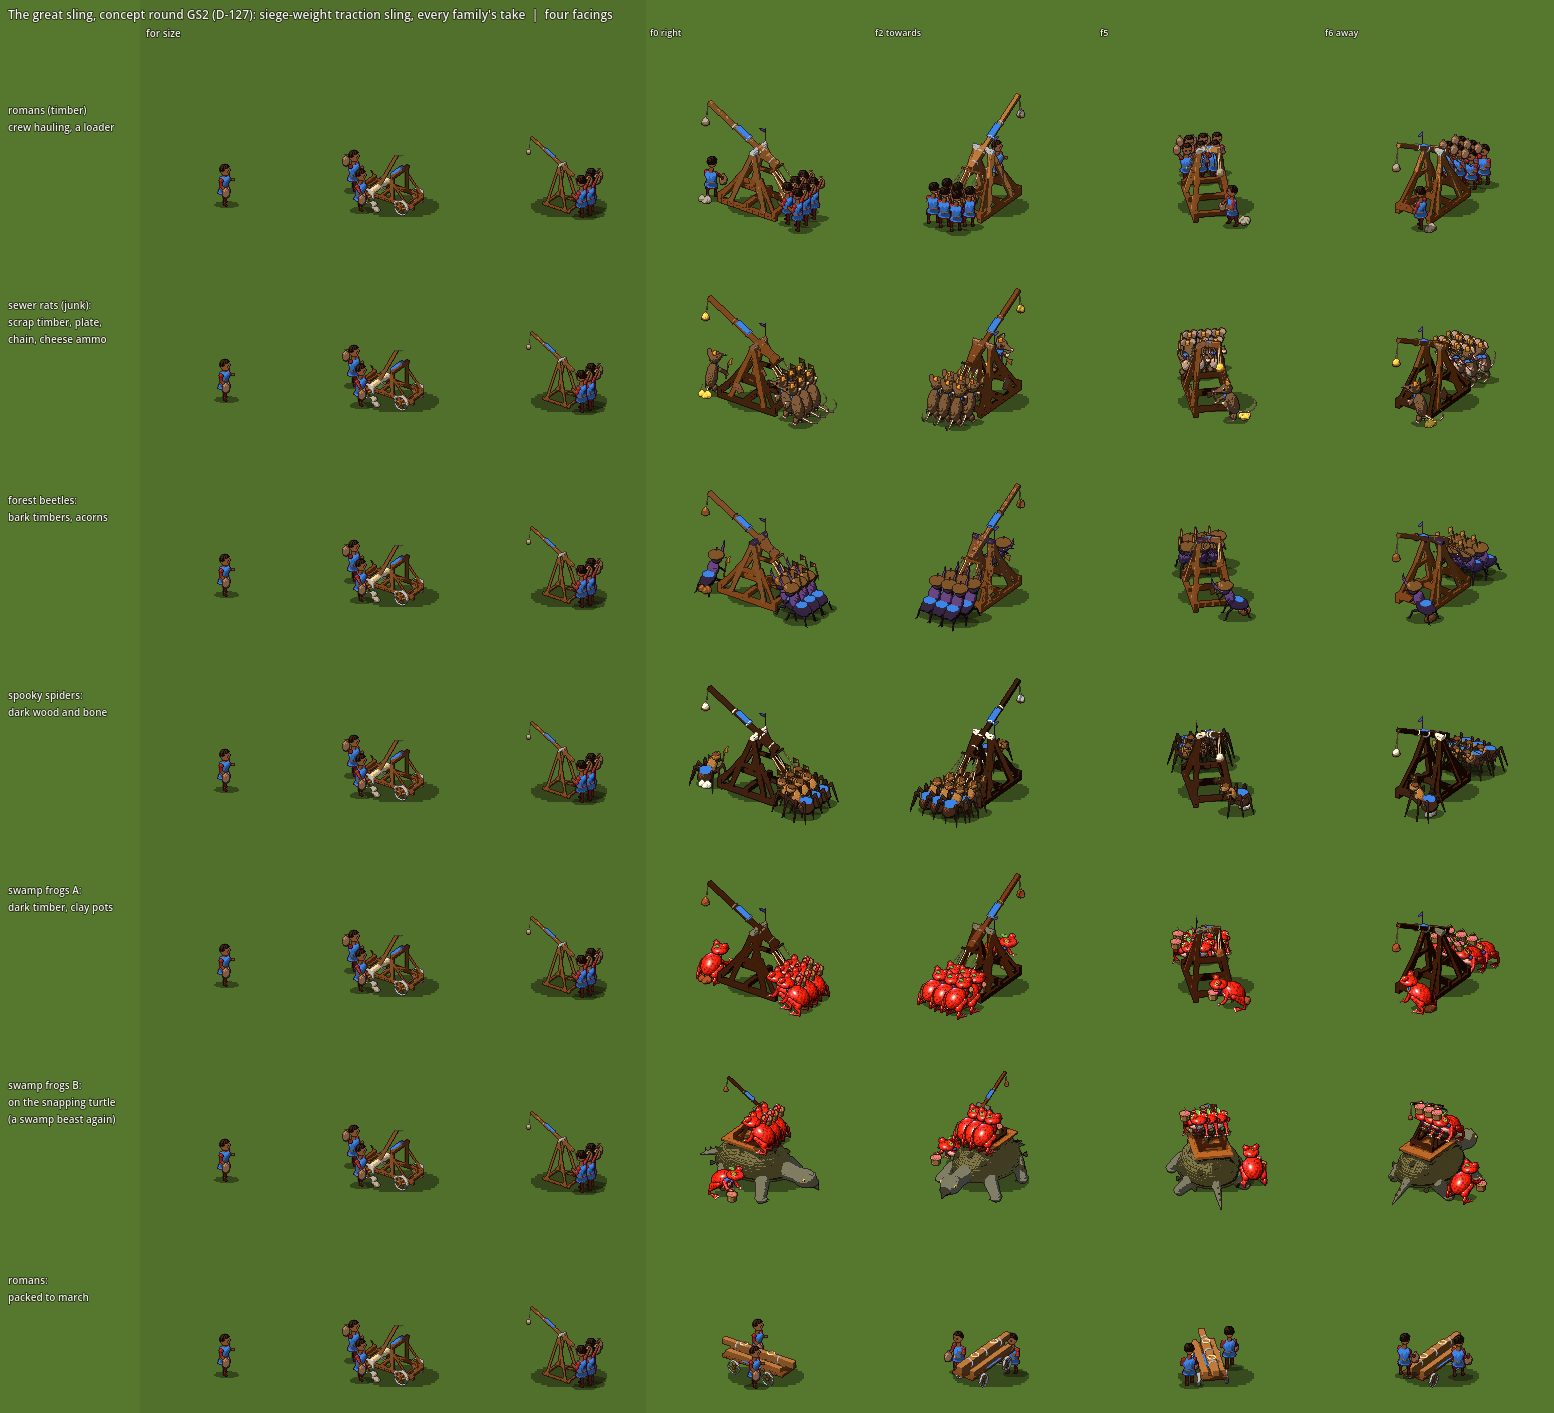 The great sling, concept round GS2 (D-127): siege-weight traction sling, every family's take | four facings
for size
f0 right
f2 towards
f5
f6 away
romans (timber)
crew hauling, a loader
sewer rats (junk):
scrap timber, plate,
chain, cheese ammo
forest beetles:
bark timbers, acorns
spooky spiders:
dark wood and bone
swamp frogs A:
dark timber, clay pots
swamp frogs B:
on the snapping turtle
(a swamp beast again)
romans:
packed to march